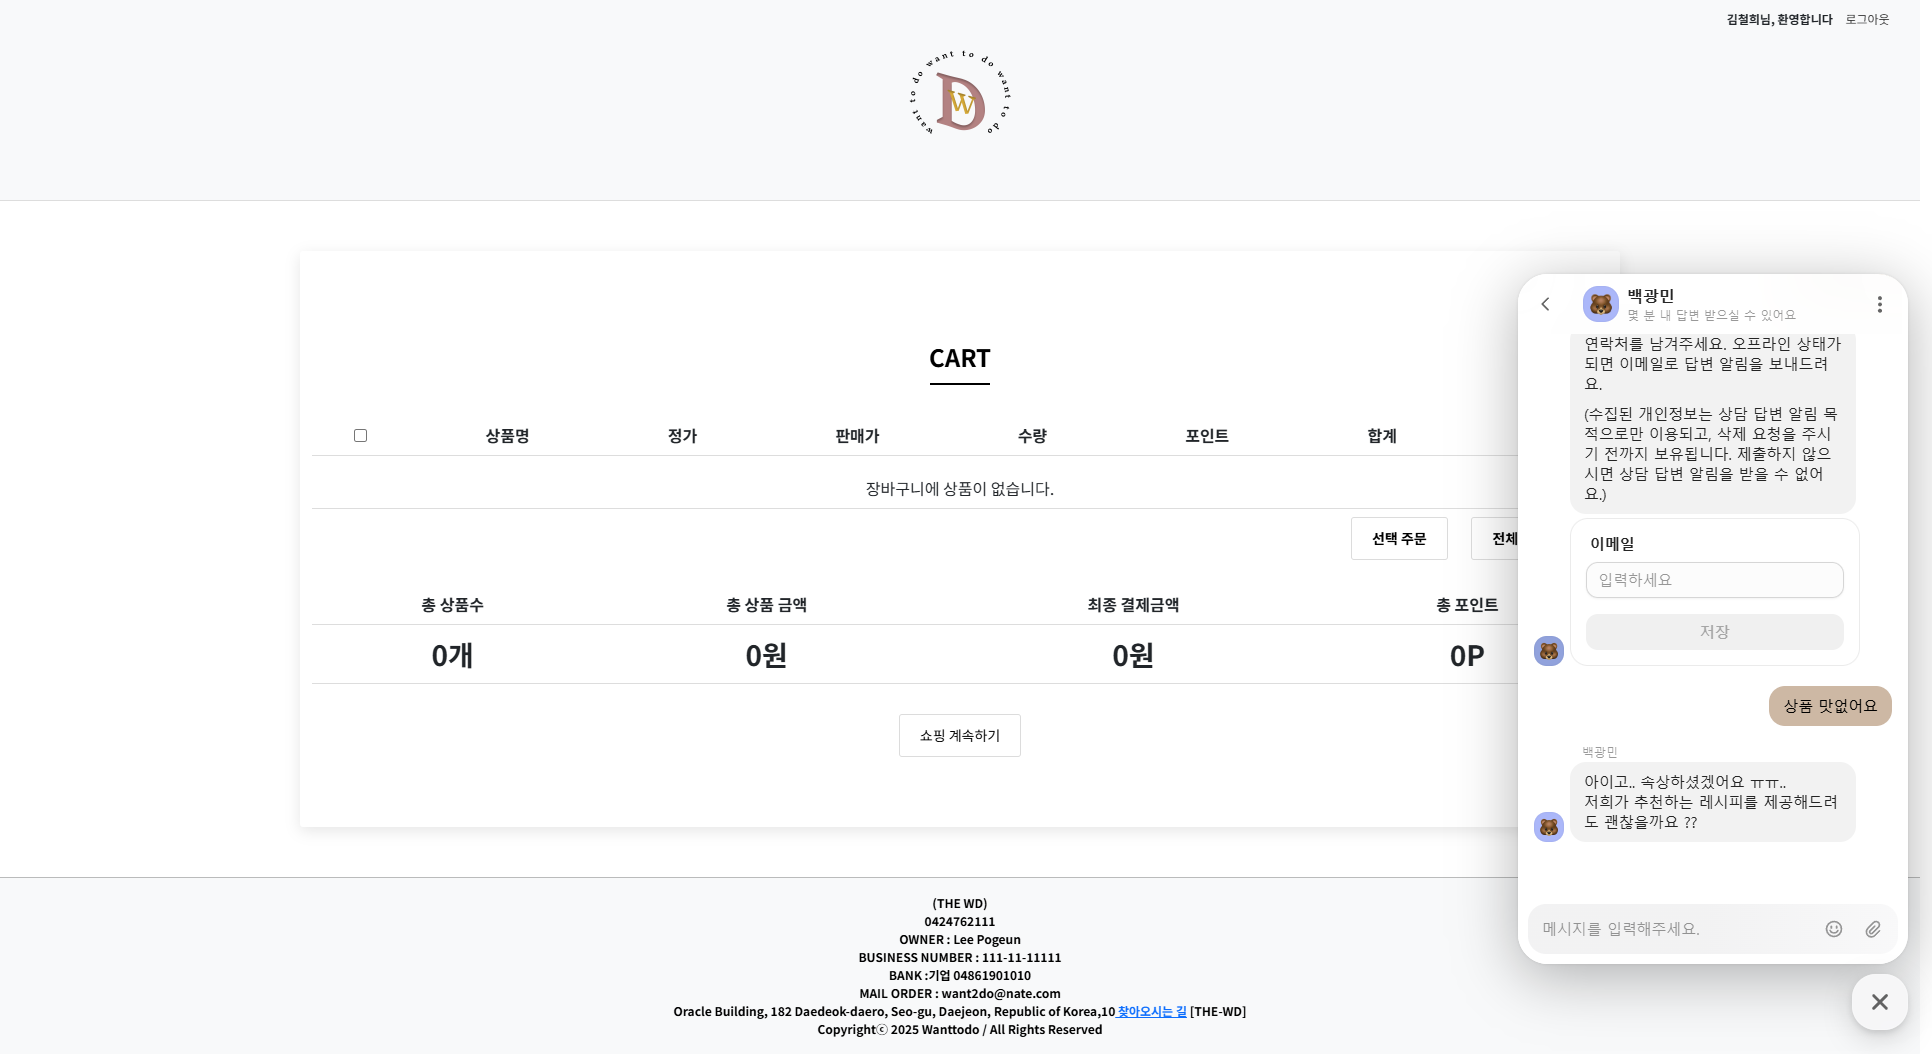 김철희님, 환영합니다 로그아웃
want to do want to do want to do
D
W
CART
상품명 정가 판매가 수량 포인트 합계
장바구니에 상품이 없습니다.
선택 주문 전체
총 상품수 총 상품 금액 최종 결제금액 총 포인트
0개 0원 0원 0P
쇼핑 계속하기
(THE WD)
0424762111
OWNER : Lee Pogeun
BUSINESS NUMBER : 111-11-11111
BANK :기업 04861901010
MAIL ORDER : want2do@nate.com
Oracle Building, 182 Daedeok-daero, Seo-gu, Daejeon, Republic of Korea,10 찾아오시는 길 [THE-WD]
Copyrightⓒ 2025 Wanttodo / All Rights Reserved
백광민
몇 분 내 답변 받으실 수 있어요
연락처를 남겨주세요. 오프라인 상태가
되면 이메일로 답변 알림을 보내드려
요.
(수집된 개인정보는 상담 답변 알림 목
적으로만 이용되고, 삭제 요청을 주시
기 전까지 보유됩니다. 제출하지 않으
시면 상담 답변 알림을 받을 수 없어
요.)
이메일
입력하세요
저장
상품 맛없어요
백광민
아이고.. 속상하셨겠어요 ㅠㅠ..
저희가 추천하는 레시피를 제공해드려
도 괜찮을까요 ??
메시지를 입력해주세요.